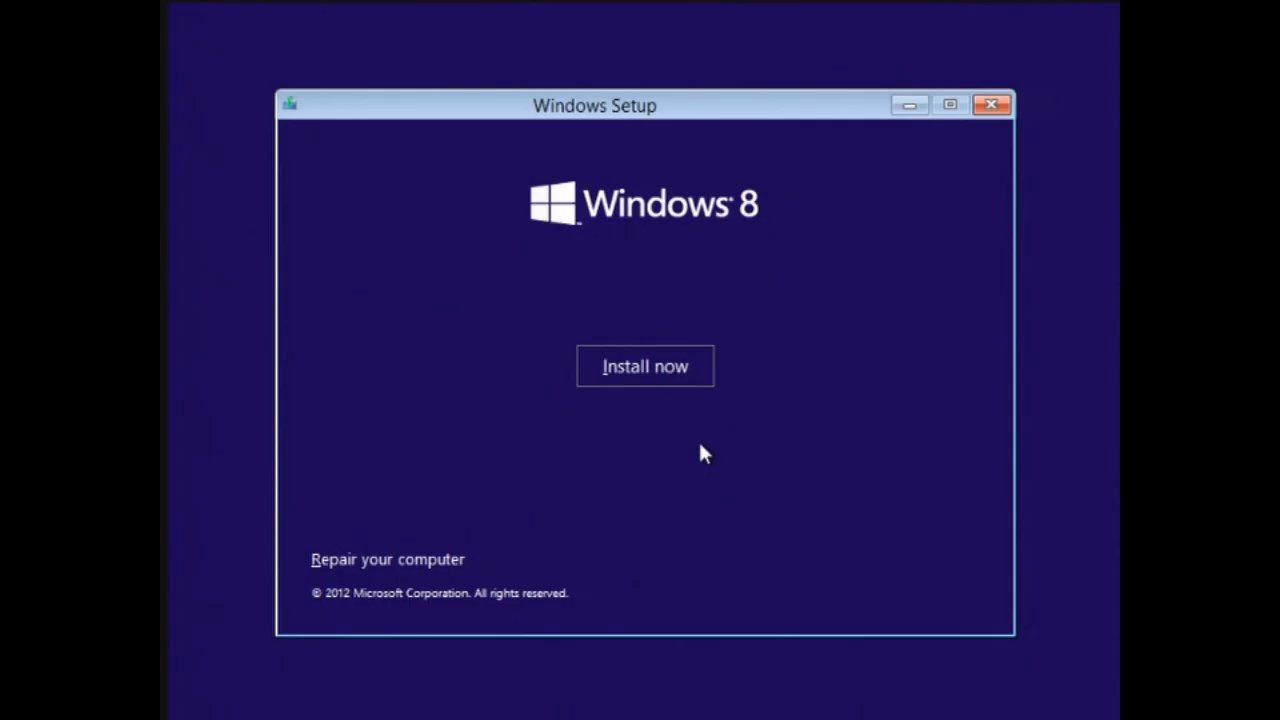 Windows Setup
Windows 8
Install now
Repair your computer
© 2012 Microsoft Corporation. All rights reserved.